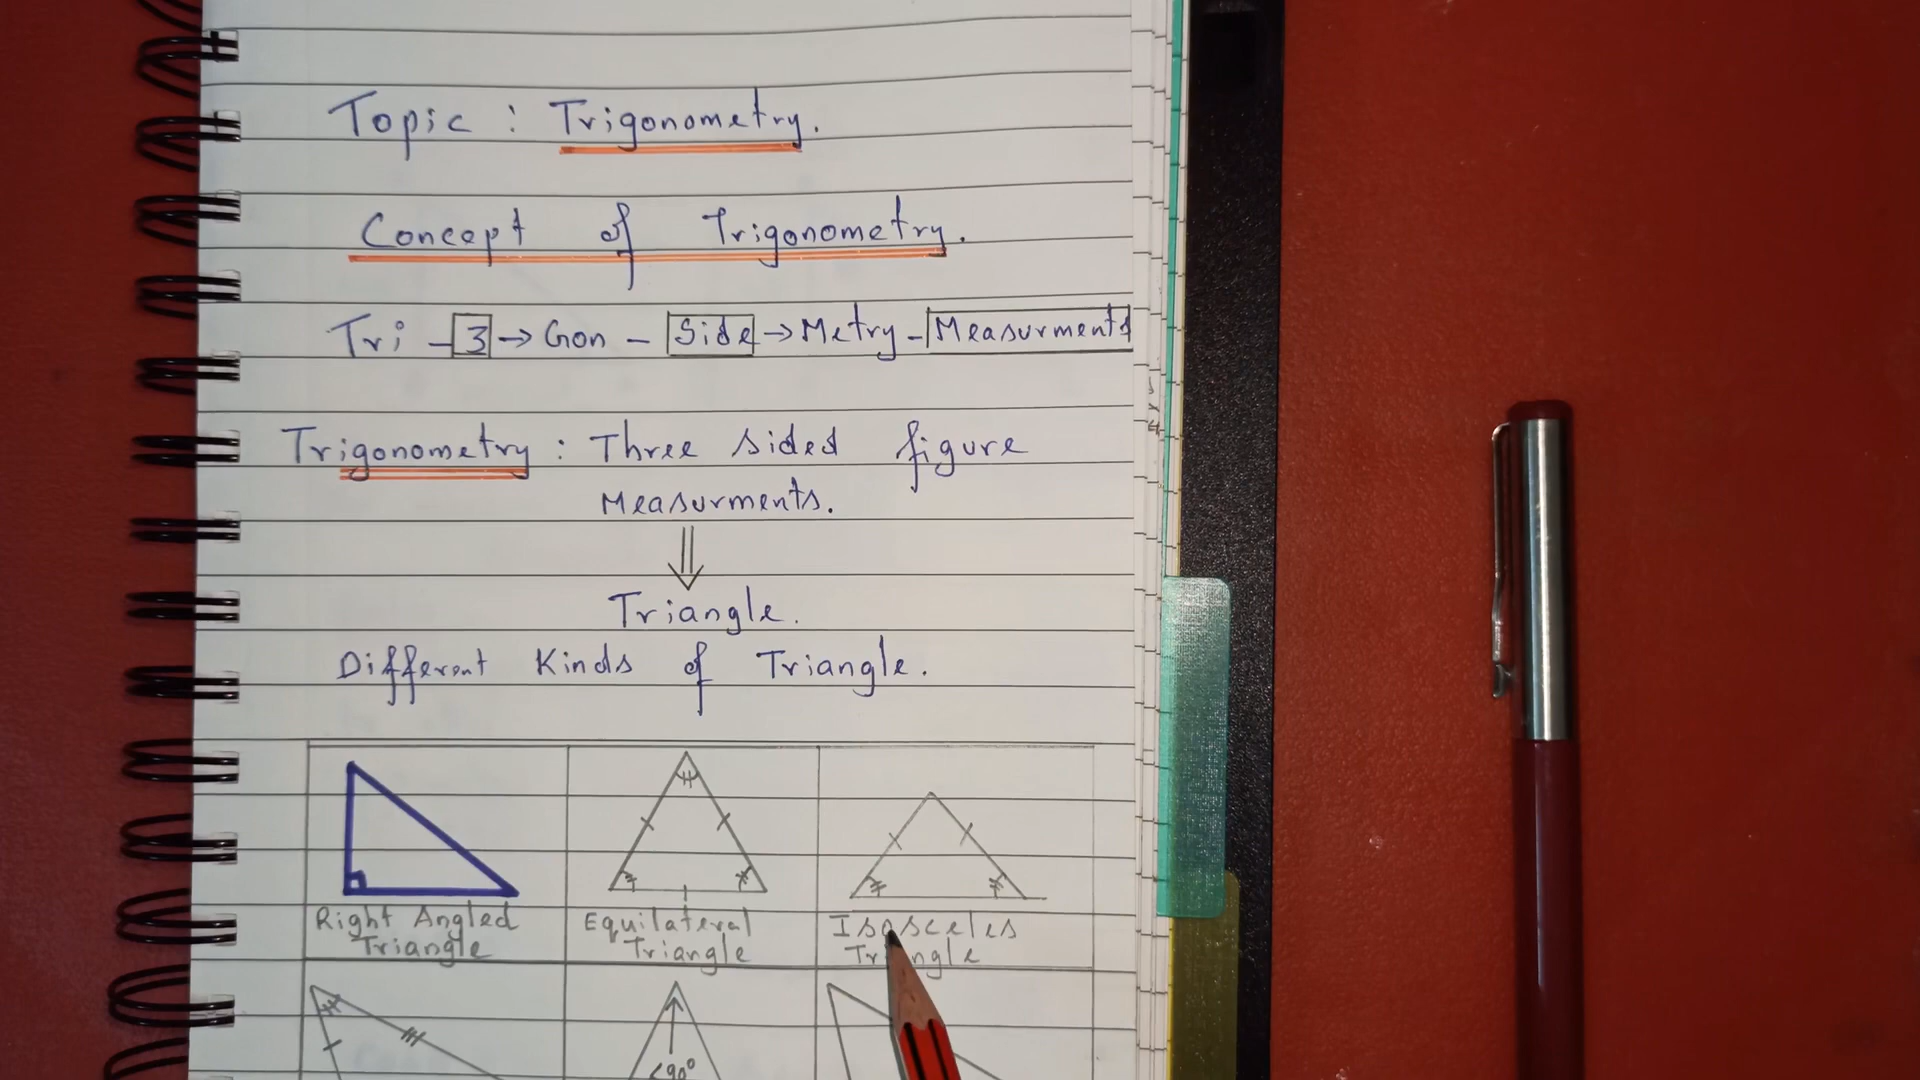 Topic : Trigonometry.
Concept of Trigonometry.
Tri - 3 → Gon - Side → Metry - Measurments
Trigonometry : Three sided figure
Measurments.
Triangle.
Different Kinds of Triangle.
Right Angled
Triangle
Equilateral
Triangle
Isosceles
Triangle
<90°